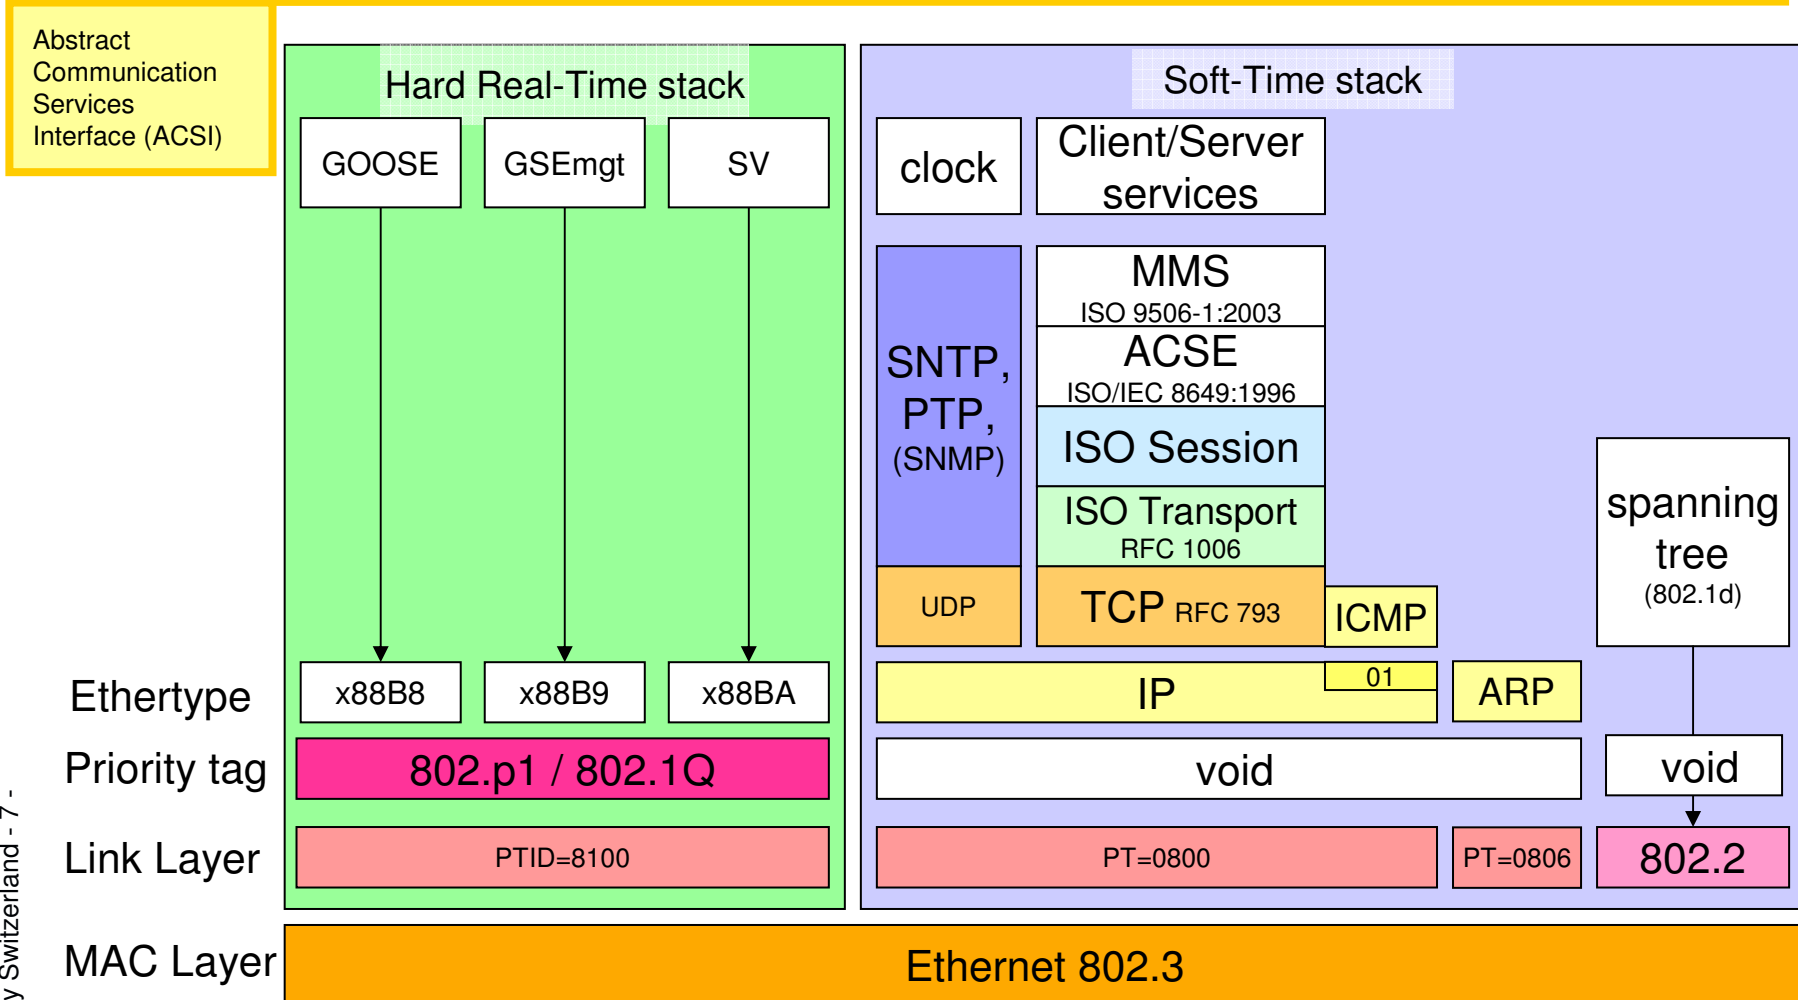 Abstract
Communication
Services
Interface (ACSI)
Hard Real-Time stack
Soft-Time stack
GOOSE
GSEmgt
SV
clock
Client/Server
services
MMS
ISO 9506-1:2003
ACSE
ISO/IEC 8649:1996
SNTP,
PTP,
(SNMP)
ISO Session
ISO Transport
RFC 1006
spanning
tree
(802.1d)
UDP
TCP RFC 793
ICMP
Ethertype
x88B8
x88B9
x88BA
IP
01
ARP
Priority tag
802.p1 / 802.1Q
void
void
Link Layer
PTID=8100
PT=0800
PT=0806
802.2
MAC Layer
Ethernet 802.3
y Switzerland - 7 -